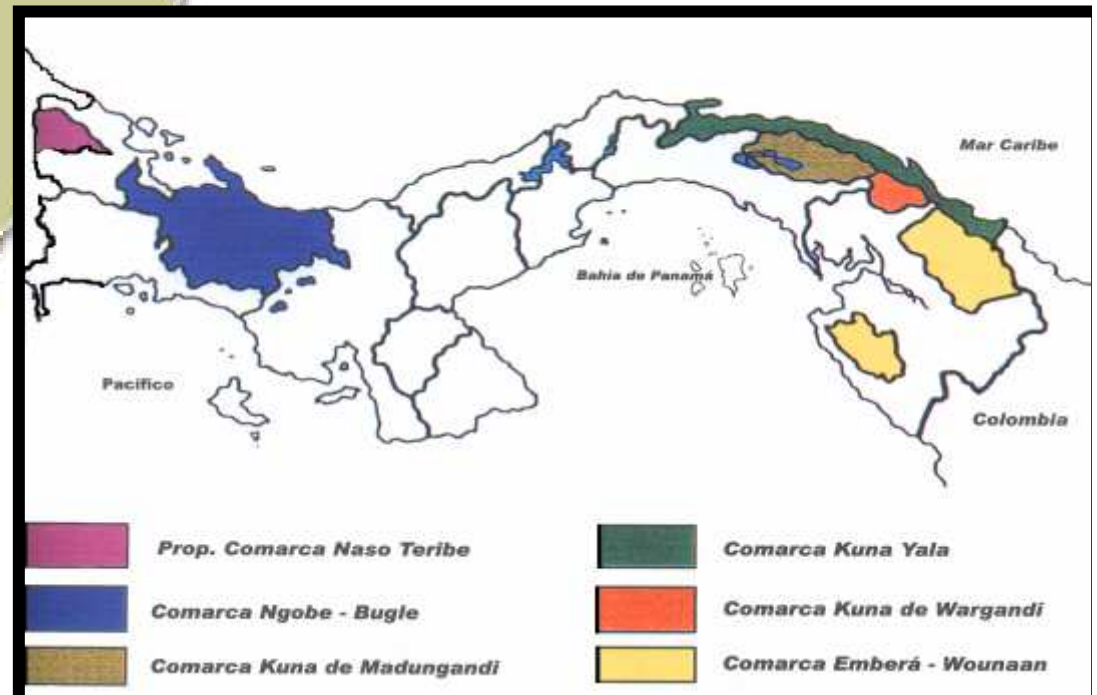 Mar Caribe
Bahia de Panamá
Pacífico
Colombia
Prop. Comarca Naso Teribe
Comarca Ngobe - Bugle
Comarca Kuna de Madungandi
Comarca Kuna Yala
Comarca Kuna de Wargandi
Comarca Emberá - Wounaan